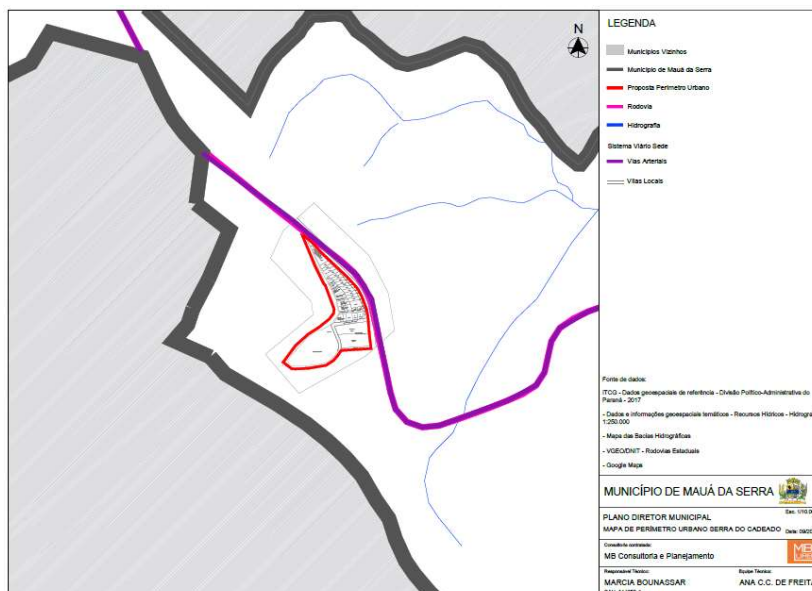 N
LEGENDA
Municípios Vizinhos
Município de Mauá da Serra
Proposta Perímetro Urbano
Rodovia
Hidrografia
Sistema Viário Sede
Vias Arteriais
Vilas Locais
Fonte de dados:
ITCG - Dados geoespaciais de referência - Divisão Político-Administrativa do
Paraná - 2017
- Dados e informações geoespaciais temáticos - Recursos Hídricos -
1:250.000
- Mapa das Bacias Hidrográficas
- VGEO/DNIT - Rodovias Estaduais
- Google Maps
MUNICÍPIO DE MAUÁ DA SERRA
PLANO DIRETOR MUNICIPAL
MAPA DE PERÍMETRO URBANO SERRA DO CADEADO
MB Consultoria e Planejamento
MB
Responsável Técnico:
Equipe Técnica:
MARCIA BOUNASSAR
ANA C.C. DE